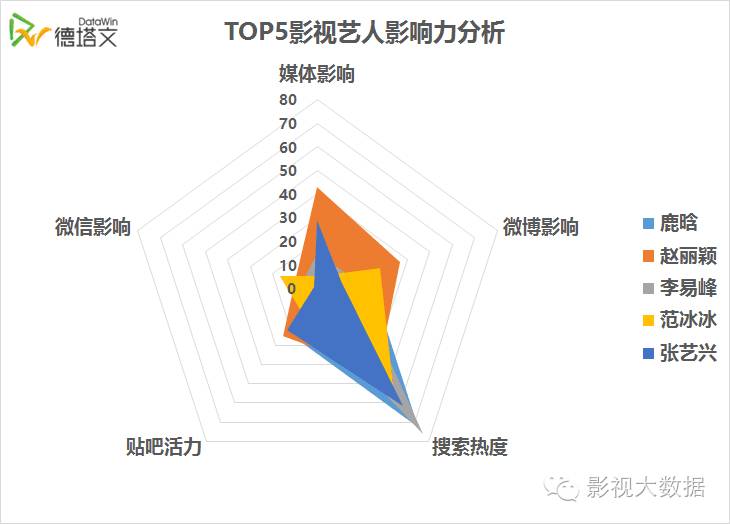 DataWin
德塔文
TOP5影视艺人影响力分析
媒体影响
80
70
60
50
40
30
20
10
0
微信影响
微博影响
贴吧活力
搜索热度
鹿晗
赵丽颖
李易峰
范冰冰
张艺兴
影视大数据